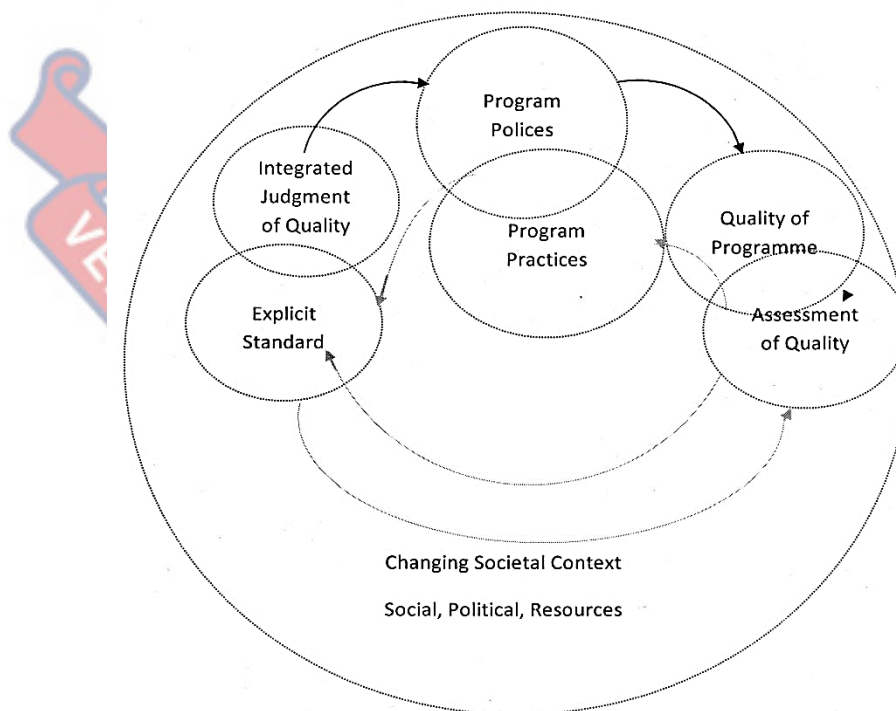 Program
Polices
Integrated
Judgment
of Quality
Program
Practices
Quality of
Programme
Explicit
Standard
Assessment
of Quality
Changing Societal Context
Social, Political, Resources